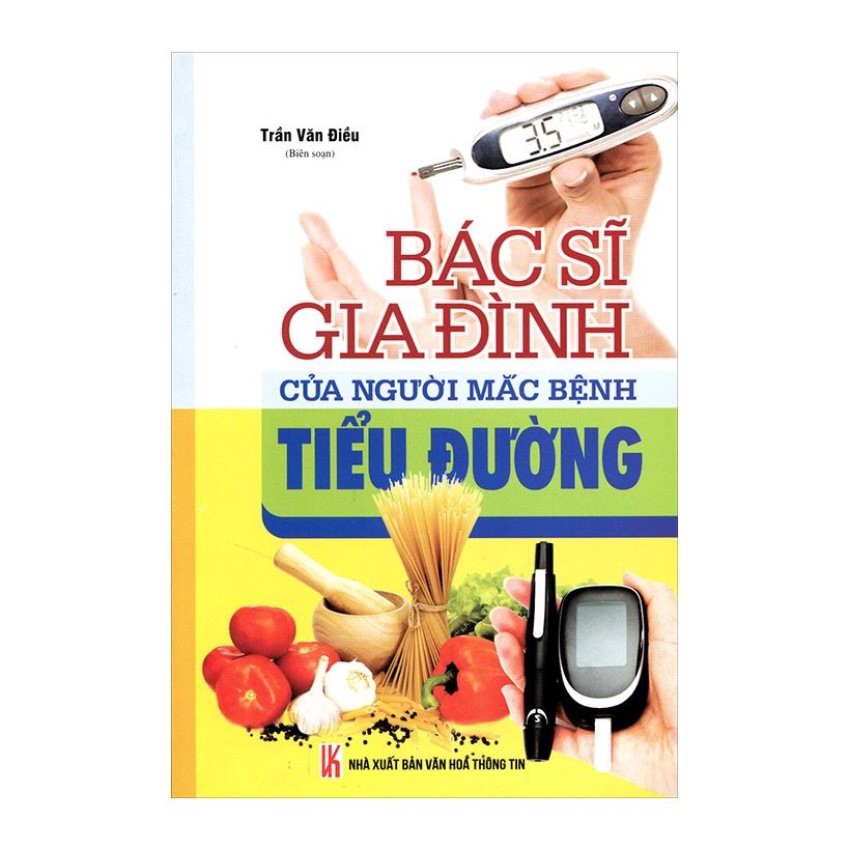 Trần Văn Điều
(Biên soạn)
3.5
BÁC SĨ
GIA ĐÌNH
CỦA NGƯỜI MẮC BỆNH
TIỂU ĐƯỜNG
NHÀ XUẤT BẢN VĂN HOÁ THÔNG TIN